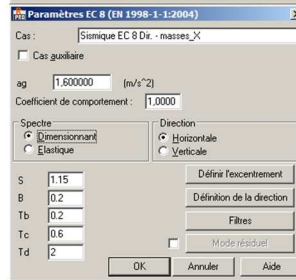 Paramètres EC 8 (EN 1998-1-1:2004)
Cas : Sismique EC 8 Dir. - masses_X
Cas auxiliaire
ag 1,600000 (m/s^2)
Coefficient de comportement : 1,0000
Spectre
Dimensionnant
Elastique
Direction
Horizontale
Verticale
S 1.15
B 0.2
Tb 0.2
Tc 0.6
Td 2
Définir l'excentrement
Définition de la direction
Filtres
Mode résiduel
OK Annuler Aide